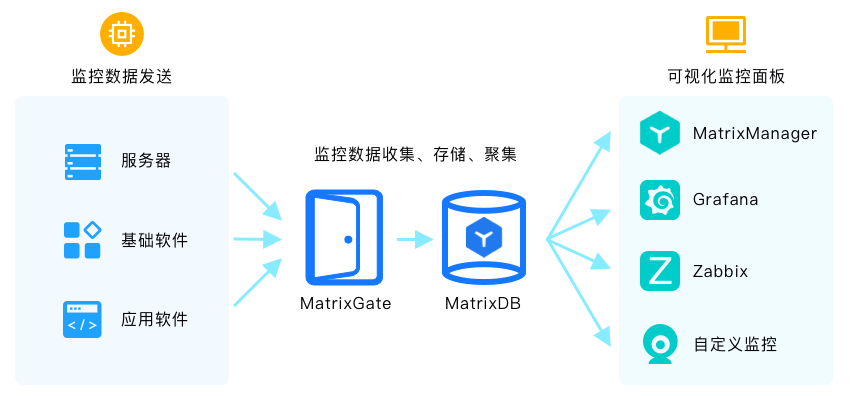 监控数据发送
服务器
基础软件
应用软件
监控数据收集、存储、聚集
MatrixGate
MatrixDB
可视化监控面板
MatrixManager
Grafana
Zabbix
自定义监控